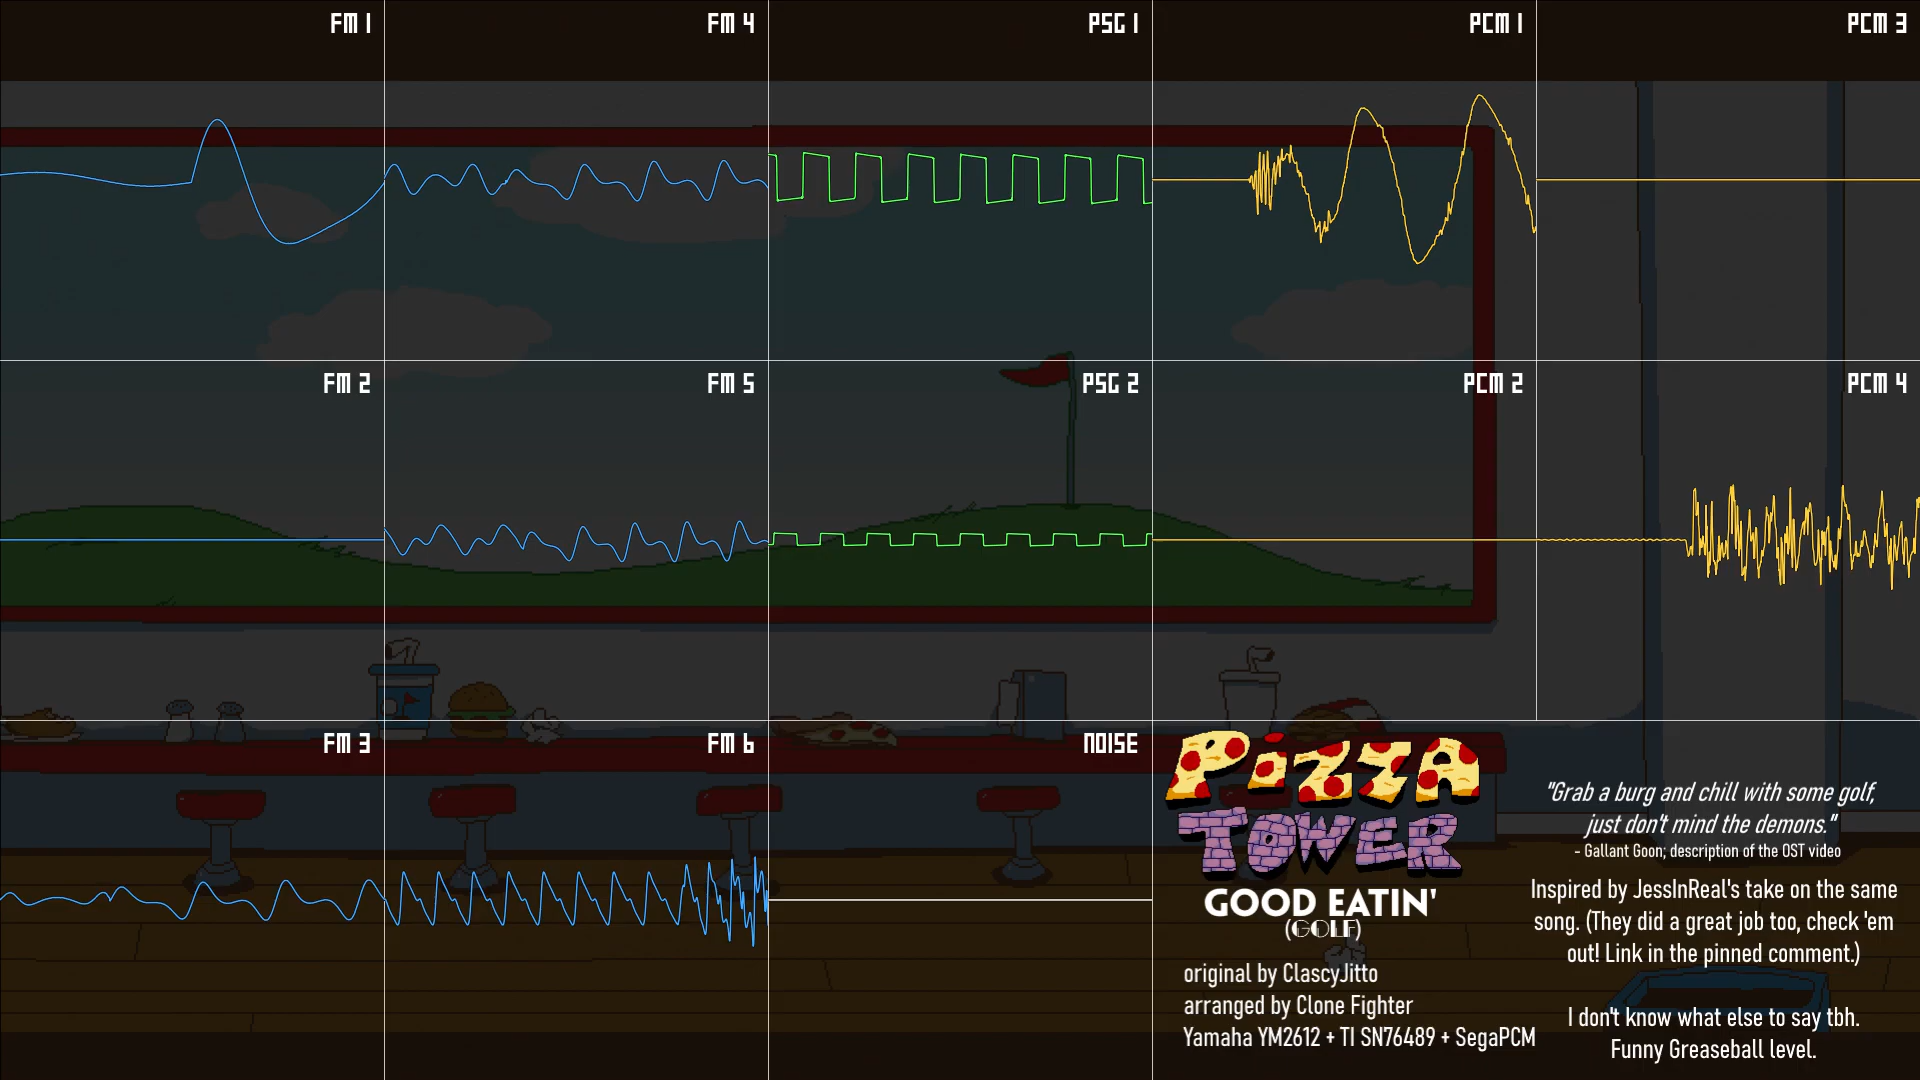 FM 1
FM 4
PSG 1
PCM 1
PCM 3
FM 2
FM 5
PSG 2
PCM 2
PCM 4
FM 3
FM 6
NOISE
PIZZA
TOWER
GOOD EATIN'
(GOLF)
original by ClascyJitto
arranged by Clone Fighter
Yamaha YM2612 + TI SN76489 + SegaPCM
"Grab a burg and chill with some golf,
just don't mind the demons."
- Gallant Goon; description of the OST video
Inspired by JessInReal's take on the same
song. (They did a great job too, check 'em
out! Link in the pinned comment.)
I don't know what else to say tbh.
Funny Greaseball level.